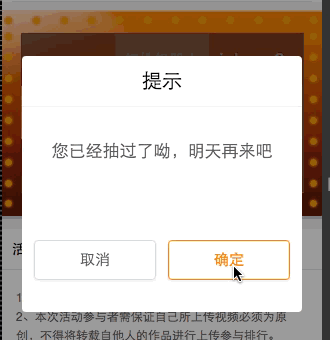 提示
您已经抽过了呦，明天再来吧
取消
确定
2、本次活动参与者需保证自己所上传视频必须为原
创，不得将转载自他人的作品进行上传参与排行。